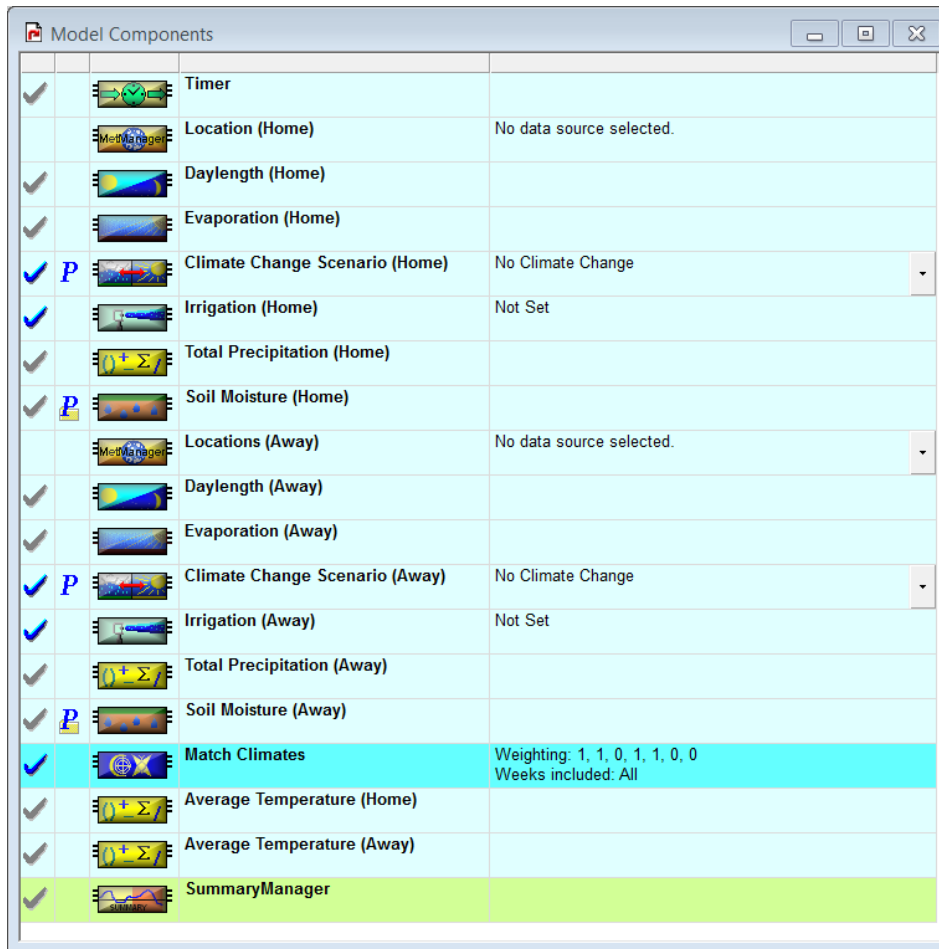 Model Components
Timer
MetManager
Location (Home)
No data source selected.
Daylength (Home)
Evaporation (Home)
P
Climate Change Scenario (Home)
No Climate Change
Irrigation (Home)
Not Set
Total Precipitation (Home)
P
Soil Moisture (Home)
MetManager
Locations (Away)
No data source selected.
Daylength (Away)
Evaporation (Away)
P
Climate Change Scenario (Away)
No Climate Change
Irrigation (Away)
Not Set
Total Precipitation (Away)
P
Soil Moisture (Away)
Match Climates
Weighting: 1, 1, 0, 1, 1, 0, 0
Weeks included: All
Average Temperature (Home)
Average Temperature (Away)
SUMMARY
SummaryManager